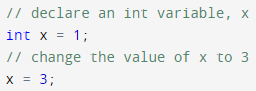 // declare an int variable, x
int x = 1;
// change the value of x to 3
x = 3;